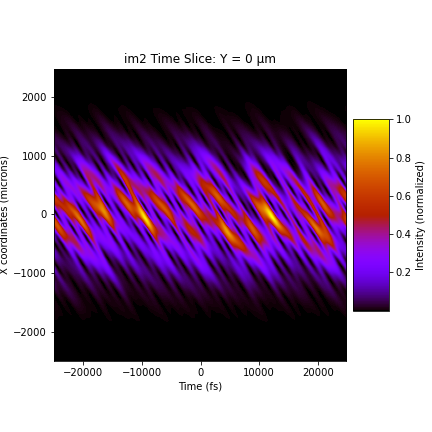 im2 Time Slice: Y = 0 μm
2000
1000
0
−1000
−2000
X coordinates (microns)
−20000 −10000 0 10000 20000
Time (fs)
1.0
0.8
0.6
0.4
0.2
Intensity (normalized)